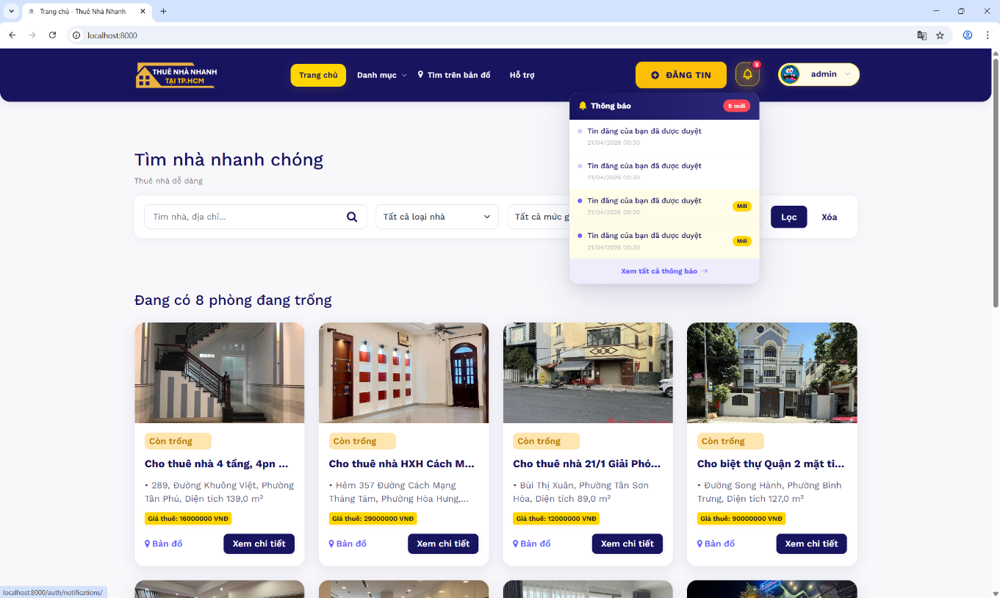 Trang chủ - Thuê Nhà Nhanh
localhost:8000
THUÊ NHÀ NHANH
TẠI TP.HCM
Trang chủ
Danh mục
Tìm trên bản đồ
Hỗ trợ
ĐĂNG TIN
5
admin
Thông báo
5 mới
Tin đăng của bạn đã được duyệt
21/04/2026 00:30
Tin đăng của bạn đã được duyệt
21/04/2026 00:30
Tin đăng của bạn đã được duyệt
21/04/2026 00:30
Mới
Tin đăng của bạn đã được duyệt
21/04/2026 00:30
Mới
Xem tất cả thông báo →
Tìm nhà nhanh chóng
Thuê nhà dễ dàng
Tìm nhà, địa chỉ...
Tất cả loại nhà
Tất cả mức g
Lọc
Xóa
Đang có 8 phòng đang trống
Còn trống
Cho thuê nhà 4 tầng, 4pn ...
• 289, Đường Khuông Việt, Phường
Tân Phú, Diện tích 139,0 m²
Giá thuê: 16000000 VNĐ
Bản đồ
Xem chi tiết
Còn trống
Cho thuê nhà HXH Cách M...
• Hẻm 357 Đường Cách Mạng
Tháng Tám, Phường Hòa Hưng,...
Giá thuê: 29000000 VNĐ
Bản đồ
Xem chi tiết
Còn trống
Cho thuê nhà 21/1 Giải Phó...
• Bùi Thị Xuân, Phường Tân Sơn
Hòa, Diện tích 89,0 m²
Giá thuê: 12000000 VNĐ
Bản đồ
Xem chi tiết
Còn trống
Cho biệt thự Quận 2 mặt ti...
• Đường Song Hành, Phường Bình
Trưng, Diện tích 127,0 m²
Giá thuê: 90000000 VNĐ
Bản đồ
Xem chi tiết
localhost:8000/auth/notifications/